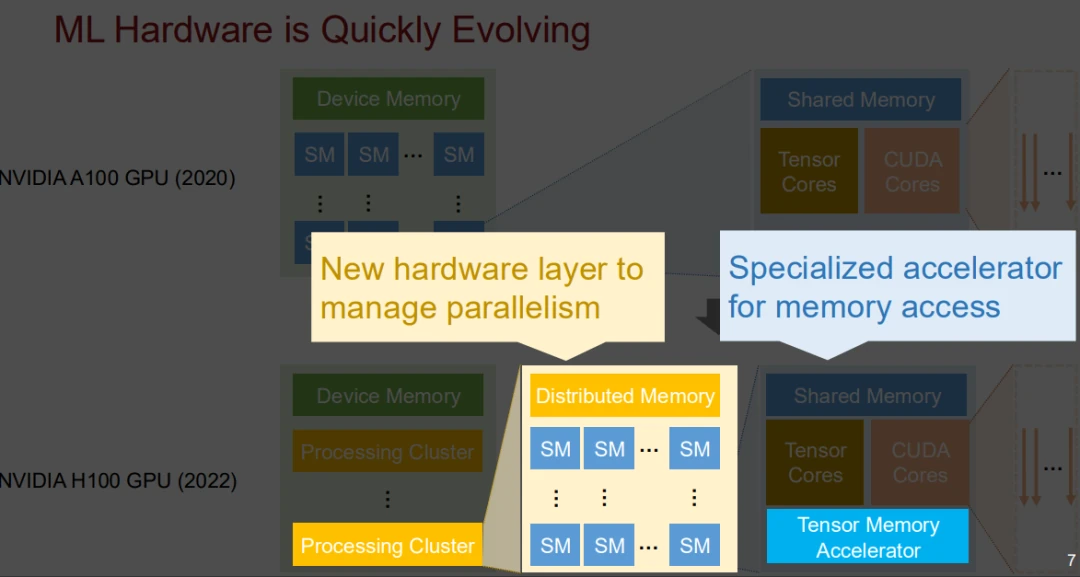 ML Hardware is Quickly Evolving
Device Memory
Shared Memory
SM SM ... SM
Tensor Cores
CUDA Cores
NVIDIA A100 GPU (2020)
...
New hardware layer to
manage parallelism
Specialized accelerator
for memory access
Device Memory
Distributed Memory
Shared Memory
Processing Cluster
SM SM ... SM
Tensor Cores
CUDA Cores
NVIDIA H100 GPU (2022)
...
Processing Cluster
SM SM ... SM
Tensor Memory
Accelerator
7